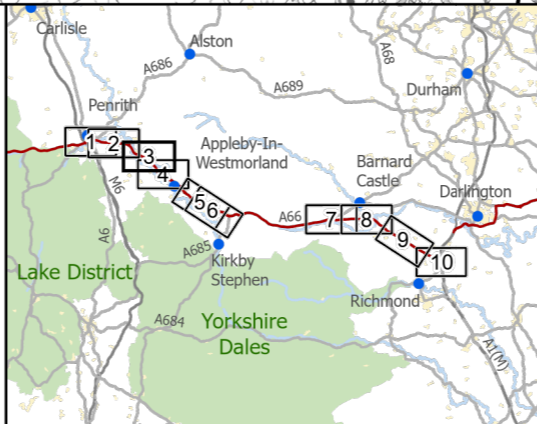 Carlisle
Alston
A686
A68
A689
Durham
Penrith
1
2
3
4
Appleby-In-
Westmorland
Barnard
Castle
Darlington
M6
5
6
A66
7
8
9
10
A6
A685
Kirkby
Stephen
Lake District
Richmond
A684
Yorkshire
Dales
A1(M)